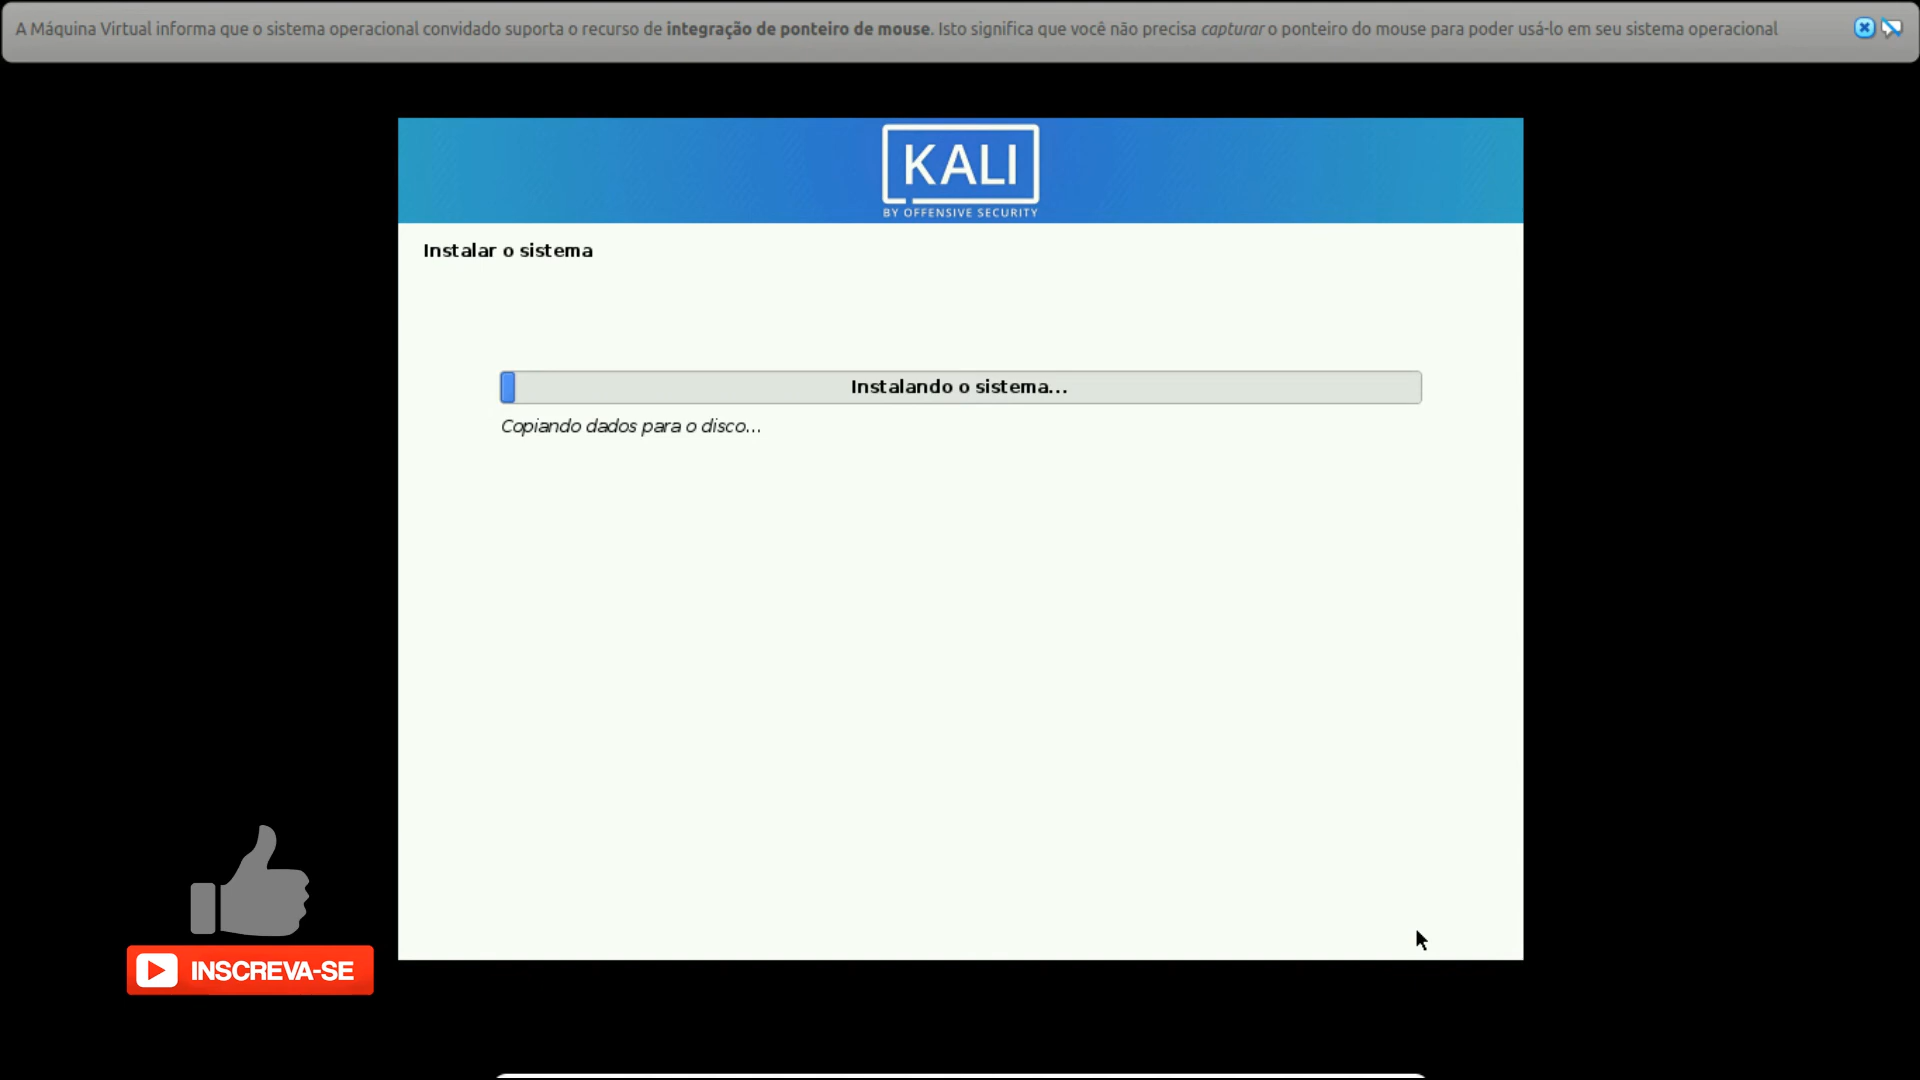 A Máquina Virtual informa que o sistema operacional convidado suporta o recurso de integração de ponteiro de mouse. Isto significa que você não precisa capturar o ponteiro do mouse para poder usá-lo em seu sistema operacional
KALI
BY OFFENSIVE SECURITY
Instalar o sistema
Instalando o sistema...
Copiando dados para o disco...
INSCREVA-SE